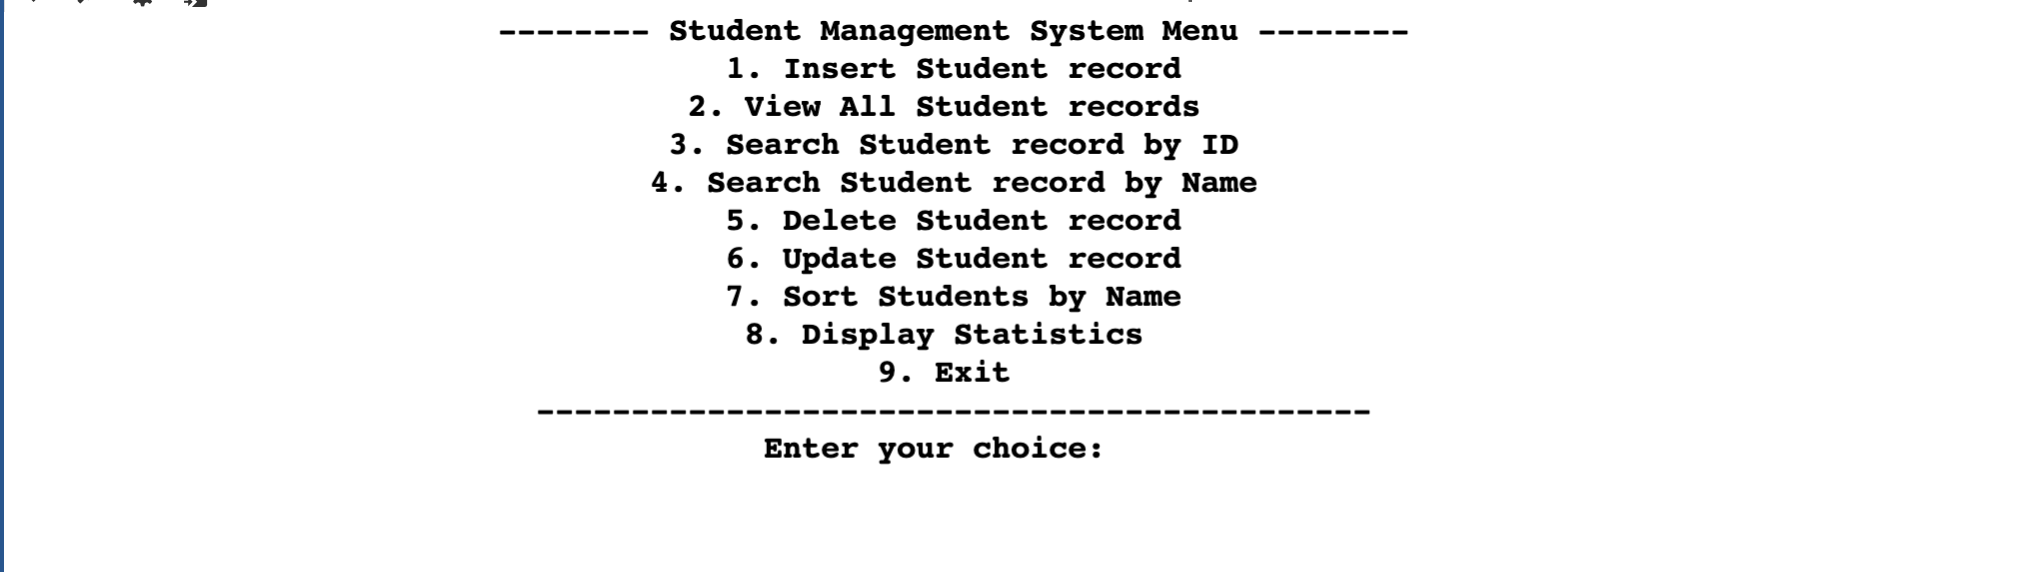 -------- Student Management System Menu --------
1. Insert Student record
2. View All Student records
3. Search Student record by ID
4. Search Student record by Name
5. Delete Student record
6. Update Student record
7. Sort Students by Name
8. Display Statistics
9. Exit
--------------------------------------------
Enter your choice: